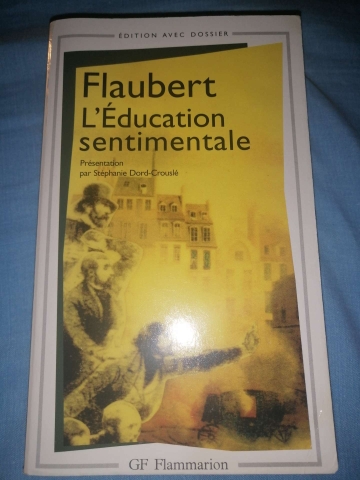 ÉDITION AVEC DOSSIER
Flaubert
L'Éducation
sentimentale
Présentation
par Stéphanie Dord-Crouslé
GF Flammarion